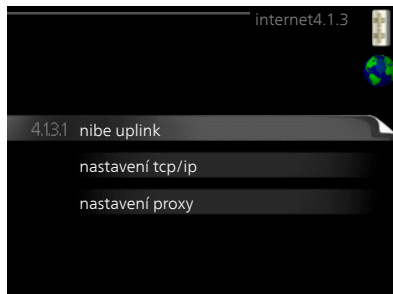 internet4.1.3
4.1.3.1 nibe uplink
nastavení tcp/ip
nastavení proxy